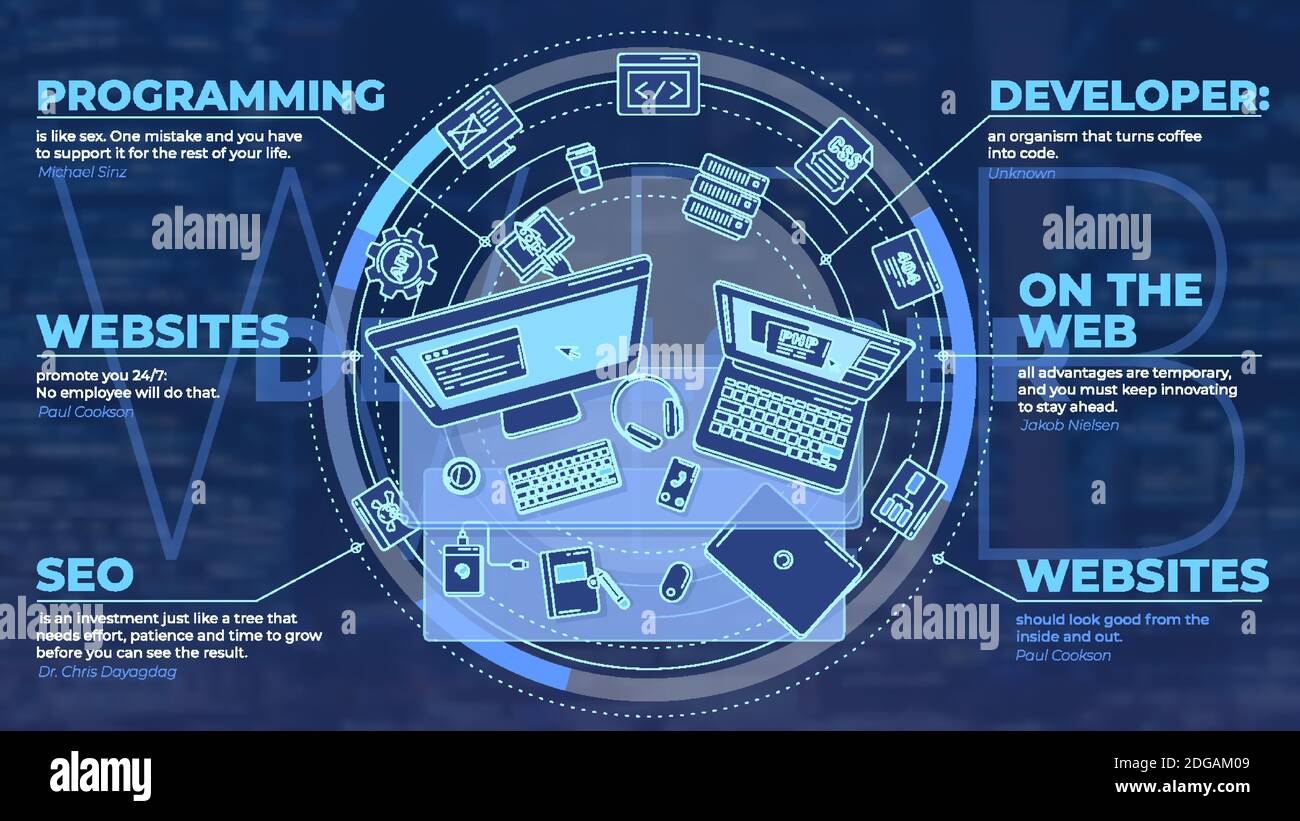 PROGRAMMING
is like sex. One mistake and you have
to support it for the rest of your life.
Michael Sinz
WEBSITES
promote you 24/7:
No employee will do that.
Paul Cookson
SEO
is an investment just like a tree that
needs effort, patience and time to grow
before you can see the result.
Dr. Chris Dayagdag
</>
CSS
API
404
PHP
WEB
DEVELOPER:
an organism that turns coffee
into code.
Unknown
ON THE
WEB
all advantages are temporary,
and you must keep innovating
to stay ahead.
Jakob Nielsen
WEBSITES
should look good from the
inside and out.
Paul Cookson
a
alamy
alamy
alamy
alamy
alamy
alamy
Image ID: 2DGAM09
www.alamy.com